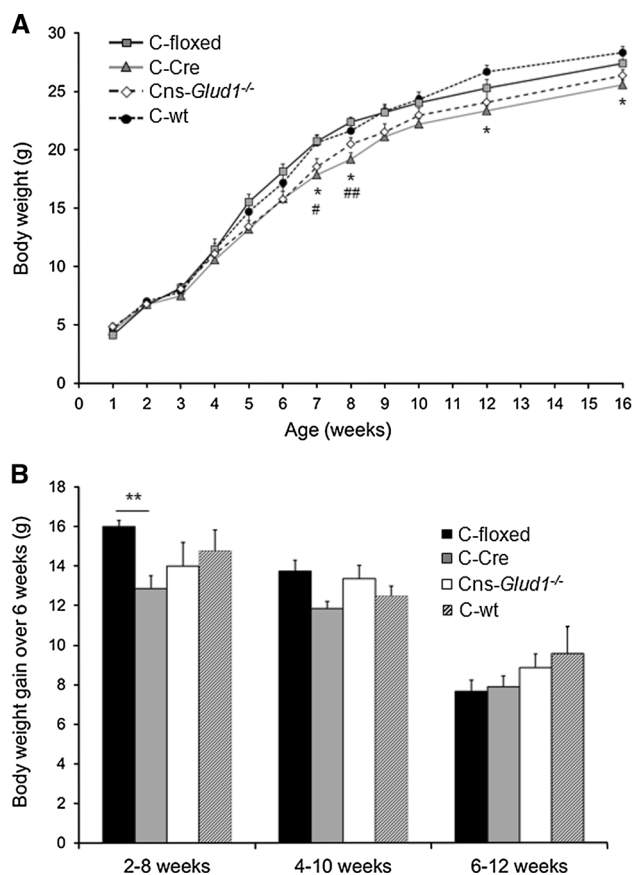 A
30
25
20
15
10
5
0
Body weight (g)
C-floxed
C-Cre
Cns-Glud1-/-
C-wt
*
#
*
##
*
*
0 1 2 3 4 5 6 7 8 9 10 11 12 13 14 15 16
Age (weeks)
B
18
16
14
12
10
8
6
4
2
0
Body weight gain over 6 weeks (g)
**
C-floxed
C-Cre
Cns-Glud1-/-
C-wt
2-8 weeks 4-10 weeks 6-12 weeks